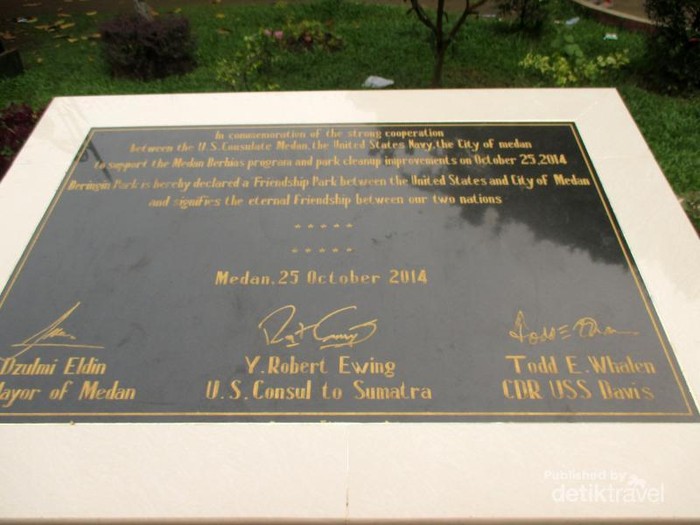 In commemoration of the strong cooperation
between the U.S. Consulate Medan, the United States Navy, the City of medan
to support the Medan Berhias program and park cleanup improvements on October 25, 2014
Beringin Park is hereby declared a Friendship Park between the United States and City of Medan
and signifies the eternal Friendship between our two nations
* * * * *
* * * * *
Medan, 25 October 2014
Dzulmi Eldin
Mayor of Medan
Y. Robert Ewing
U.S. Consul to Sumatra
Todd E. Whalen
CDR USS Davis
Published by
detiktravel